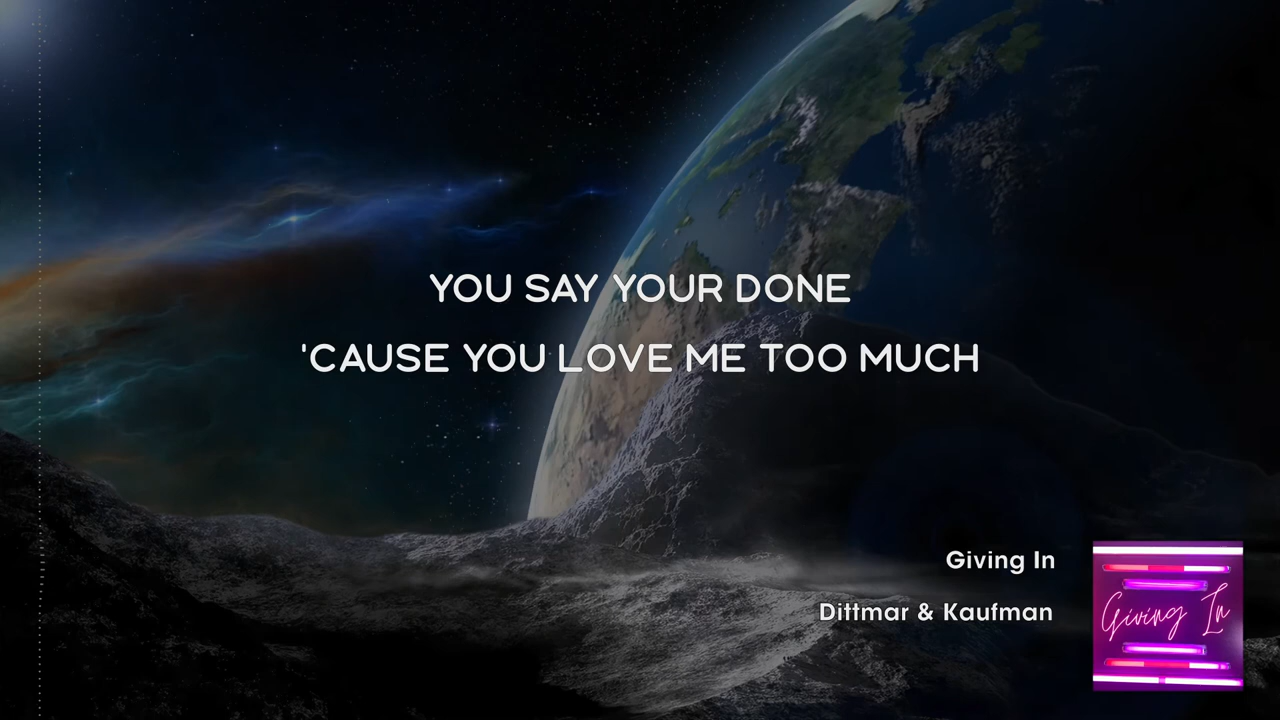 YOU SAY YOUR DONE
'CAUSE YOU LOVE ME TOO MUCH
Giving In
Dittmar & Kaufman
Giving In